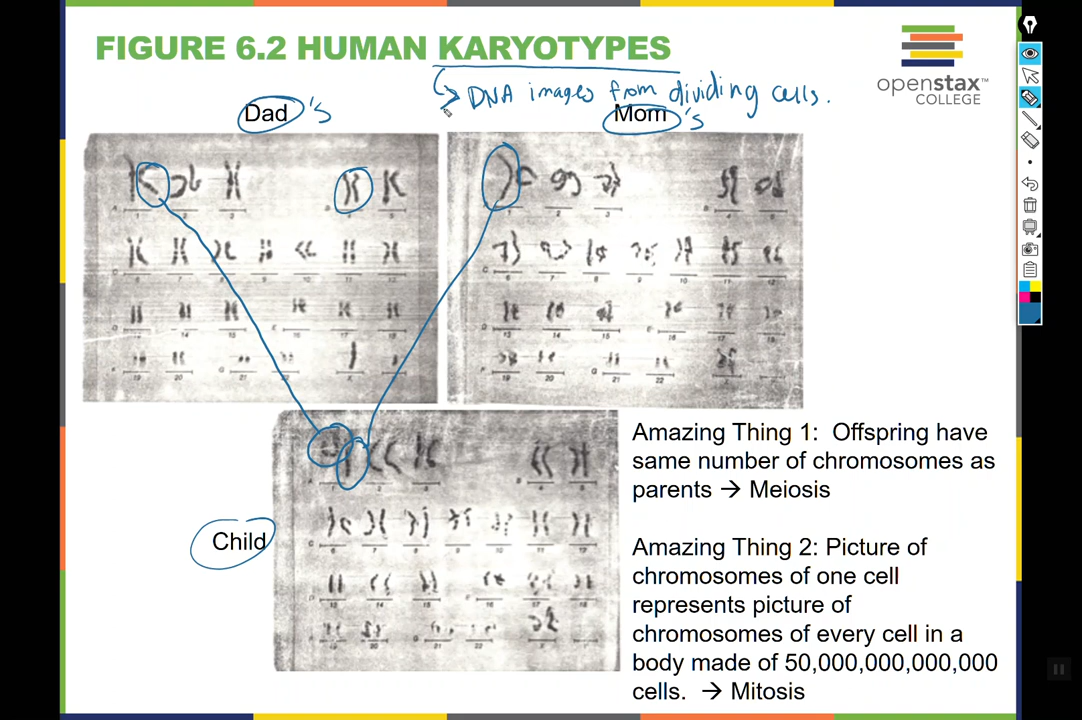 FIGURE 6.2 HUMAN KARYOTYPES
openstax™
COLLEGE
DNA images from dividing cells.
Dad's
Mom's
Child
Amazing Thing 1: Offspring have
same number of chromosomes as
parents → Meiosis
Amazing Thing 2: Picture of
chromosomes of one cell
represents picture of
chromosomes of every cell in a
body made of 50,000,000,000,000
cells. → Mitosis